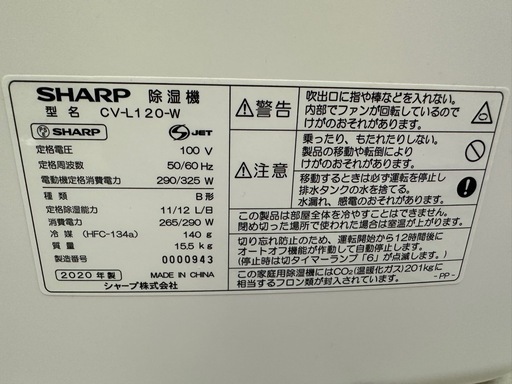 SHARP 除湿機
型 名 CV-L120-W
SHARP S JET
定格電圧 100 V
定格周波数 50/60 Hz
電動機定格消費電力 290/325 W
種 類 B形
定格除湿能力 11/12 L/日
消費電力 265/290 W
冷 媒 (HFC-134a) 140 g
質 量 15.5 kg
製造番号 0000943
2020年製 MADE IN CHINA
シャープ株式会社
警告
吹出口に指や棒などを入れない。
内部でファンが回転しているので
けがのおそれがあります。
注意
乗ったり、もたれたりしない。
製品の移動や転倒により
けがのおそれがあります。
移動するときは必ず運転を停止し
排水タンクの水を捨てる。
水漏れ、感電のおそれがあります。
この製品は部屋全体を冷やすことはできません。
閉め切った場所で使われた場合は室温が上がります。
切り忘れ防止のため、運転開始から12時間後に
オートオフ機能が働き、自動的に停止します。
(停止時は切タイマーランプ「6」が点滅します。)
この家庭用除湿機にはCO₂(温暖化ガス)201kgに
相当するフロン類が封入されています。 -PP-